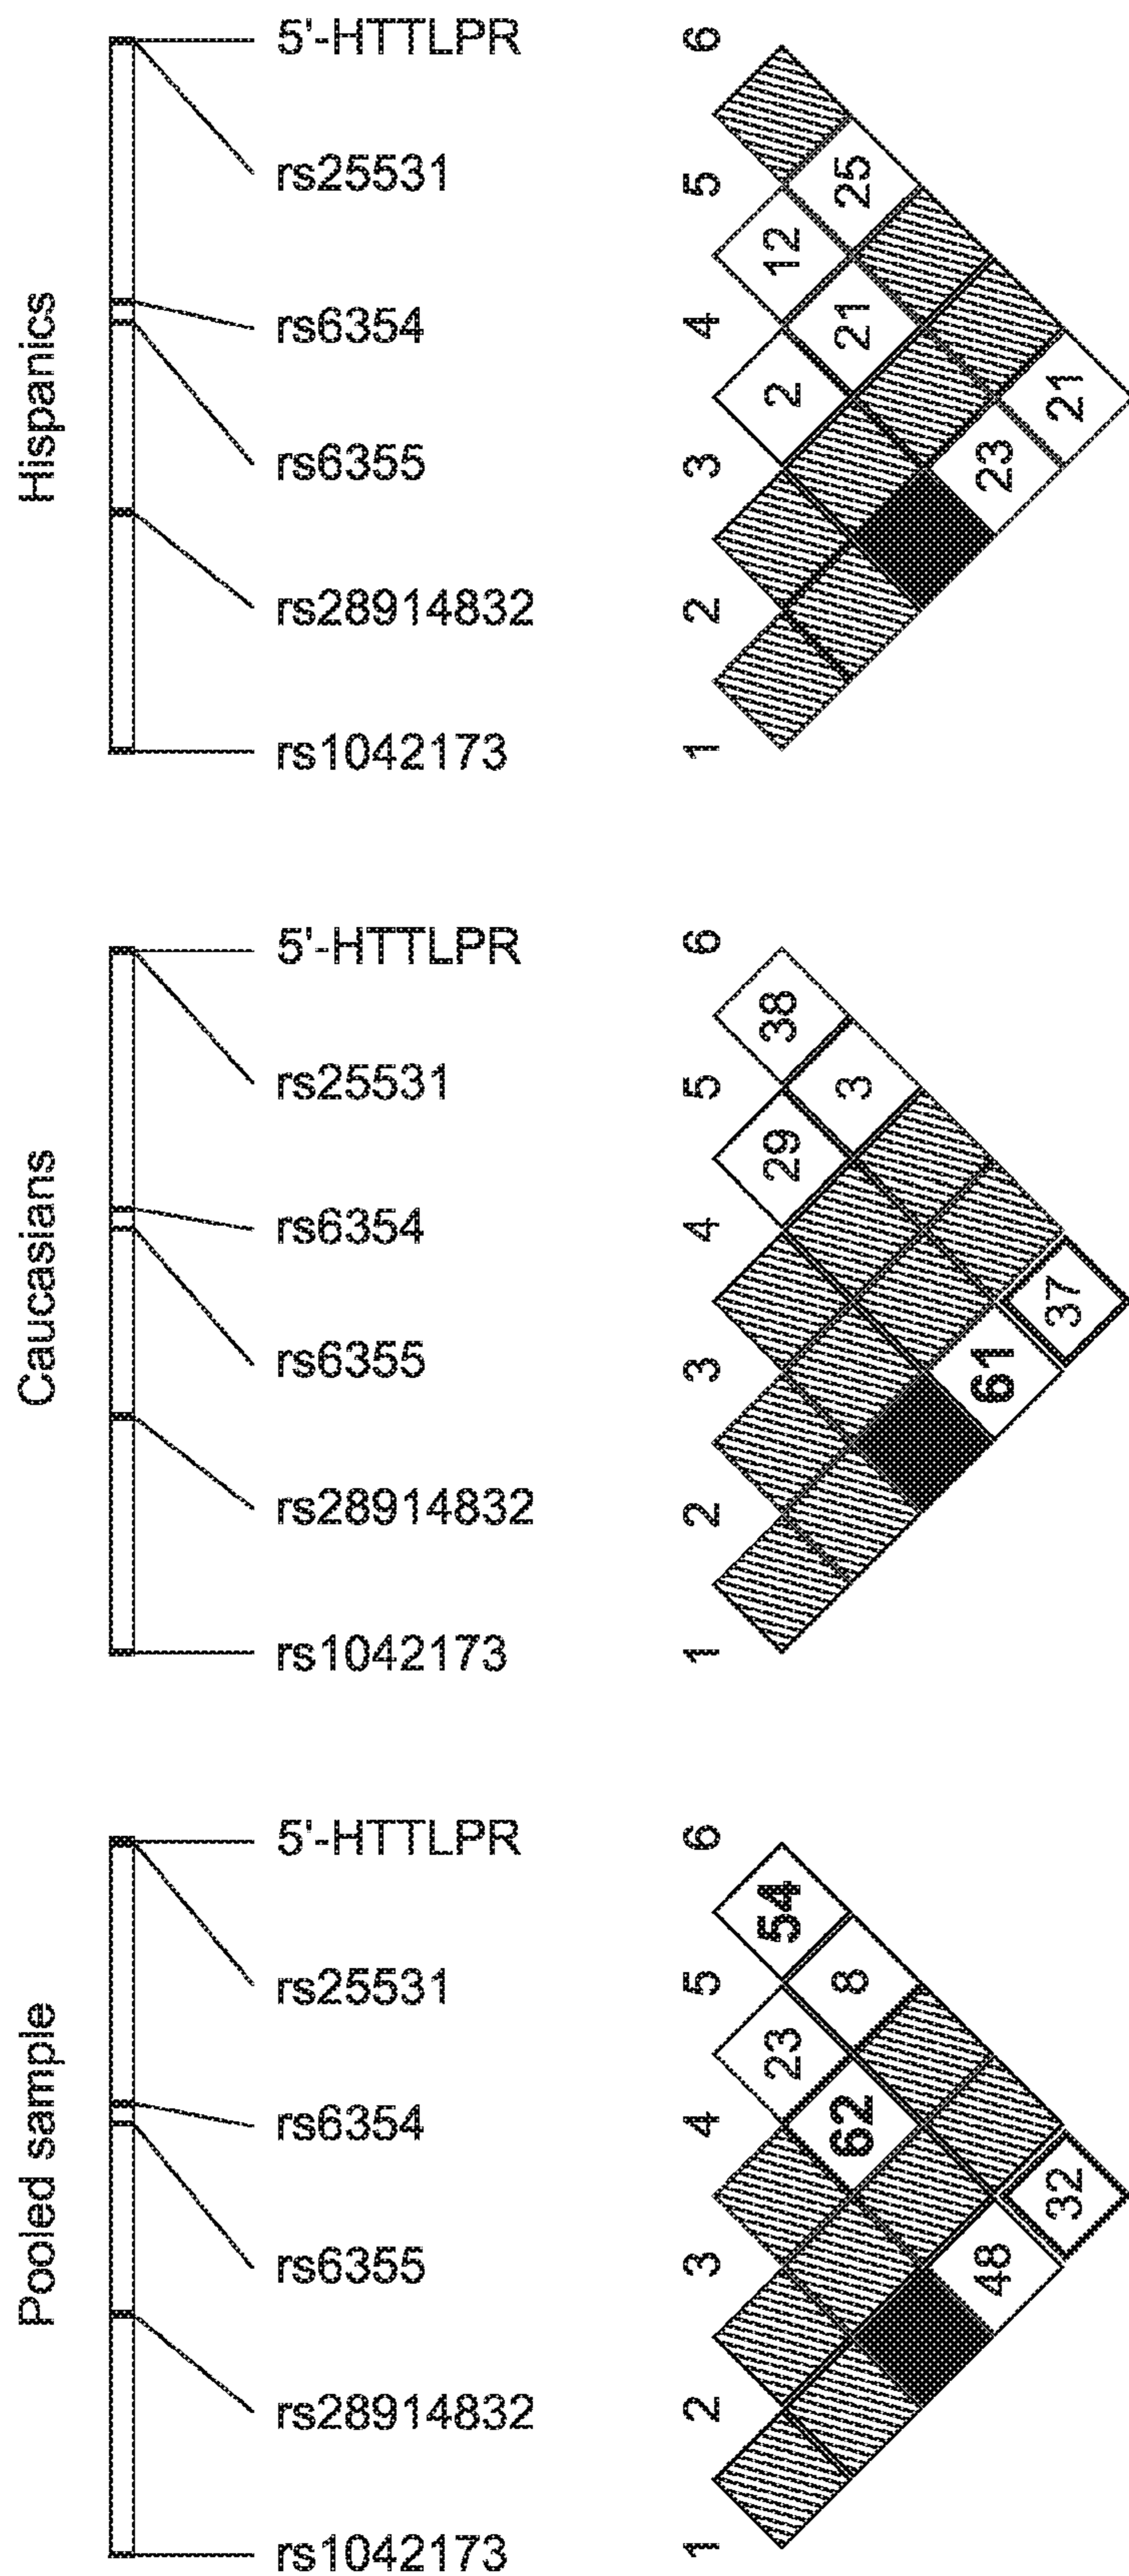 Hispanics
5'-HTTLPR
rs25531
rs6354
rs6355
rs28914832
rs1042173
6
5
4
3
2
1
25
12
21
2
21
23
Caucasians
5'-HTTLPR
rs25531
rs6354
rs6355
rs28914832
rs1042173
6
5
4
3
2
1
38
3
29
37
61
Pooled sample
5'-HTTLPR
rs25531
rs6354
rs6355
rs28914832
rs1042173
6
5
4
3
2
1
54
8
23
62
32
48